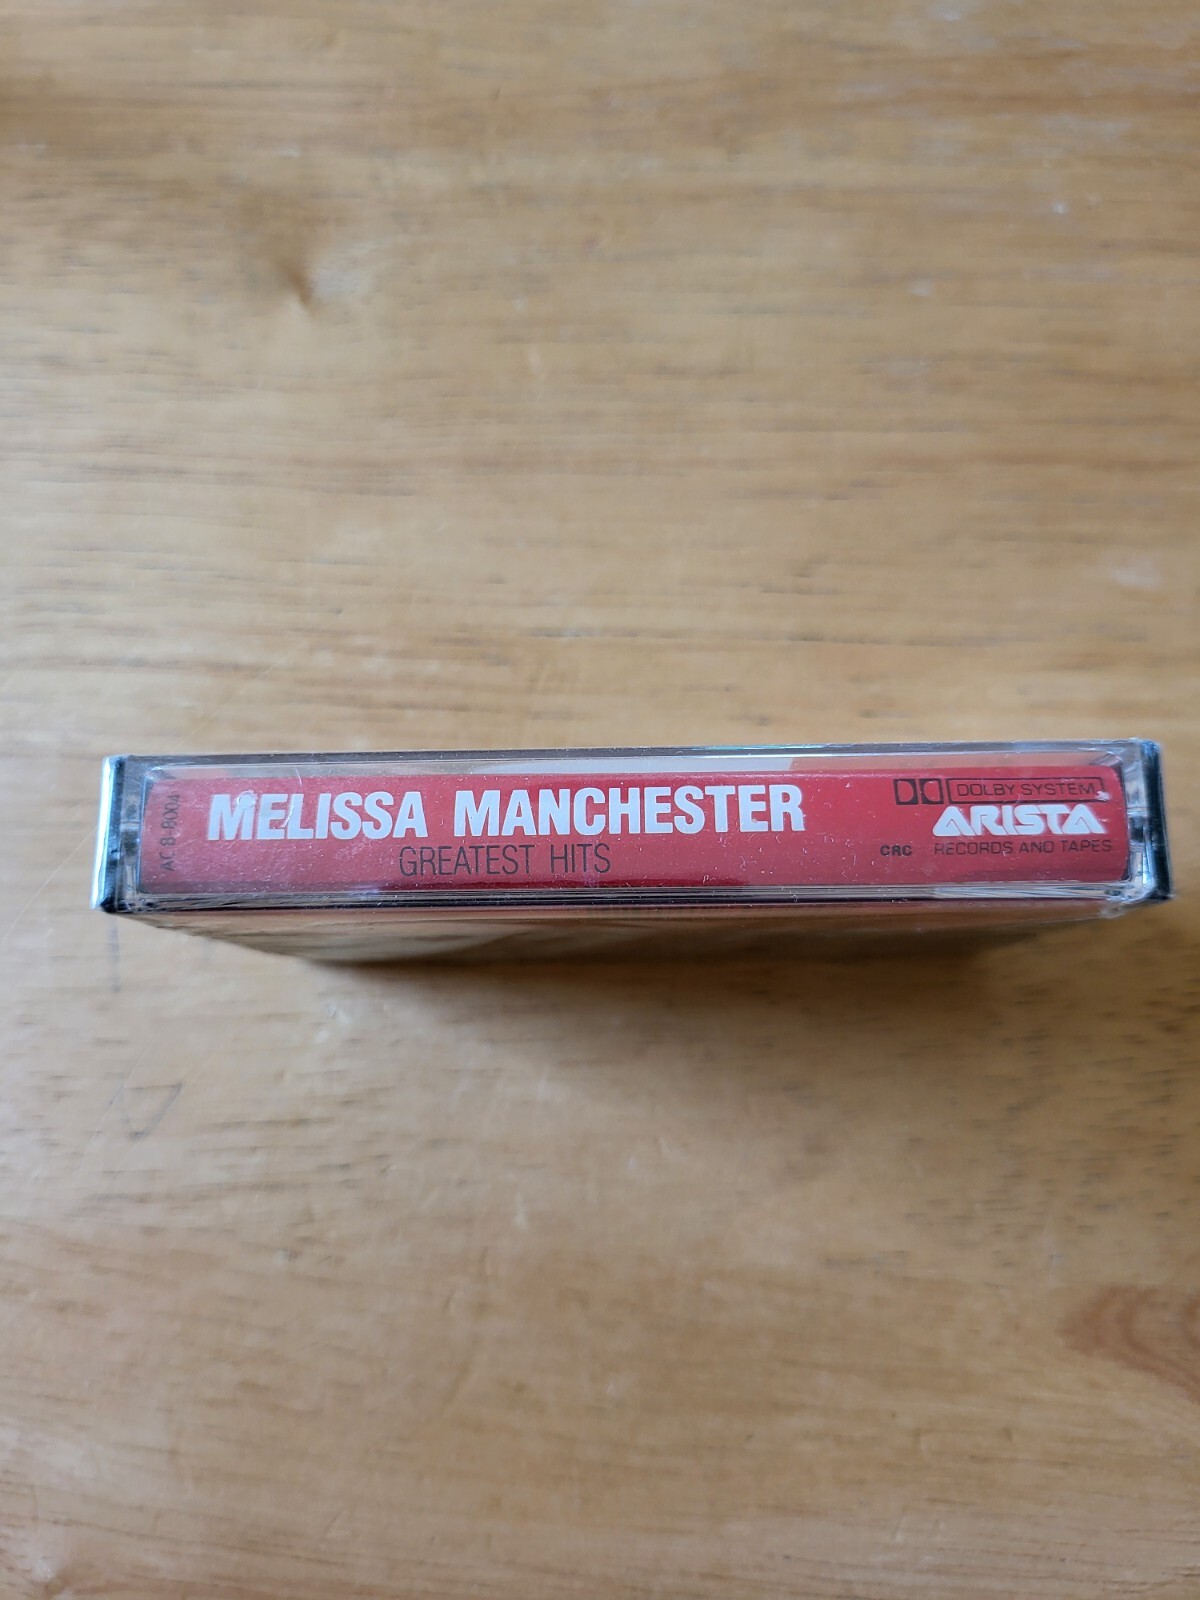 AC 8-8004
MELISSA MANCHESTER
GREATEST HITS
DOLBY SYSTEM
ARISTA
CRC RECORDS AND TAPES